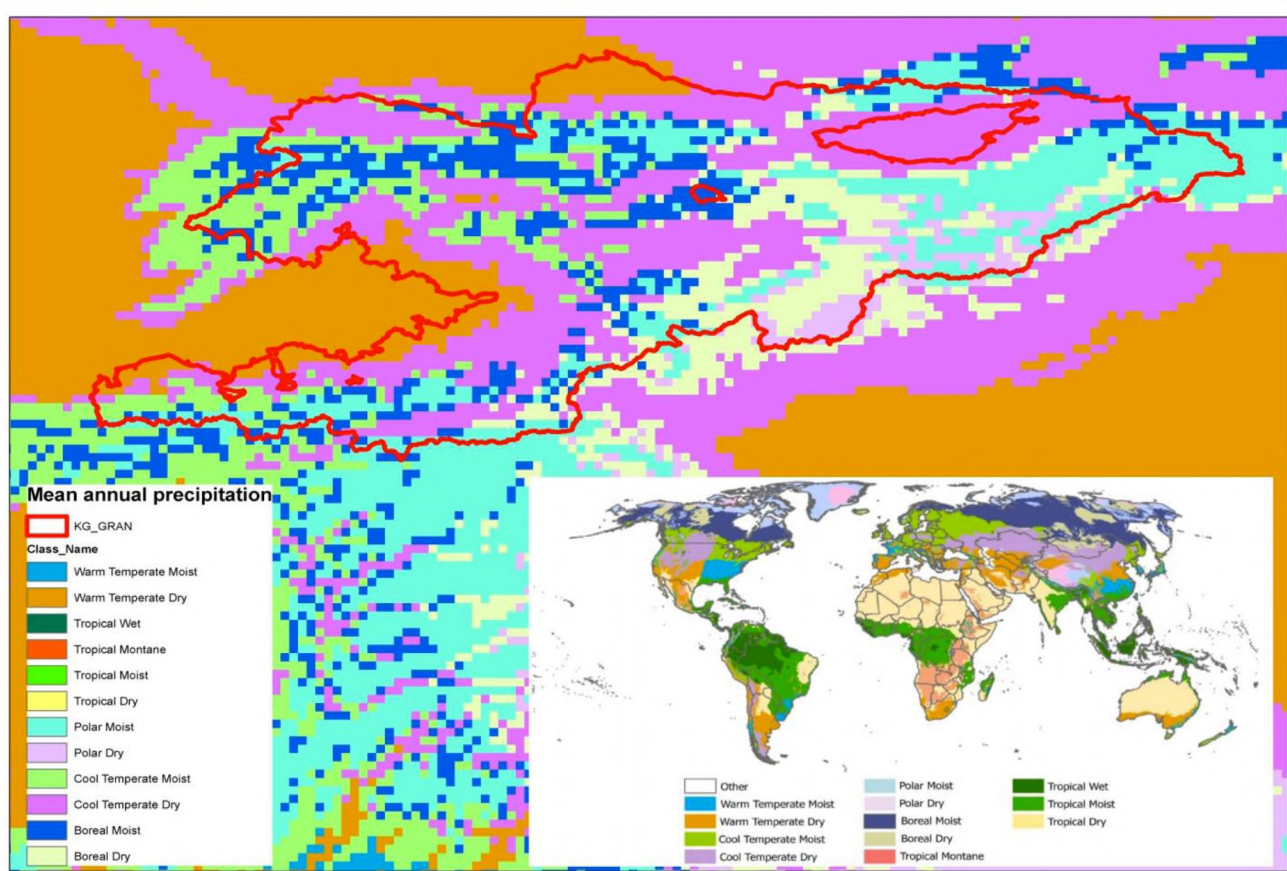 Mean annual precipitation
KG_GRAN
Class_Name
Warm Temperate Moist
Warm Temperate Dry
Tropical Wet
Tropical Montane
Tropical Moist
Tropical Dry
Polar Moist
Polar Dry
Cool Temperate Moist
Cool Temperate Dry
Boreal Moist
Boreal Dry
Other
Warm Temperate Moist
Warm Temperate Dry
Cool Temperate Moist
Cool Temperate Dry
Polar Moist
Polar Dry
Boreal Moist
Boreal Dry
Tropical Montane
Tropical Wet
Tropical Moist
Tropical Dry